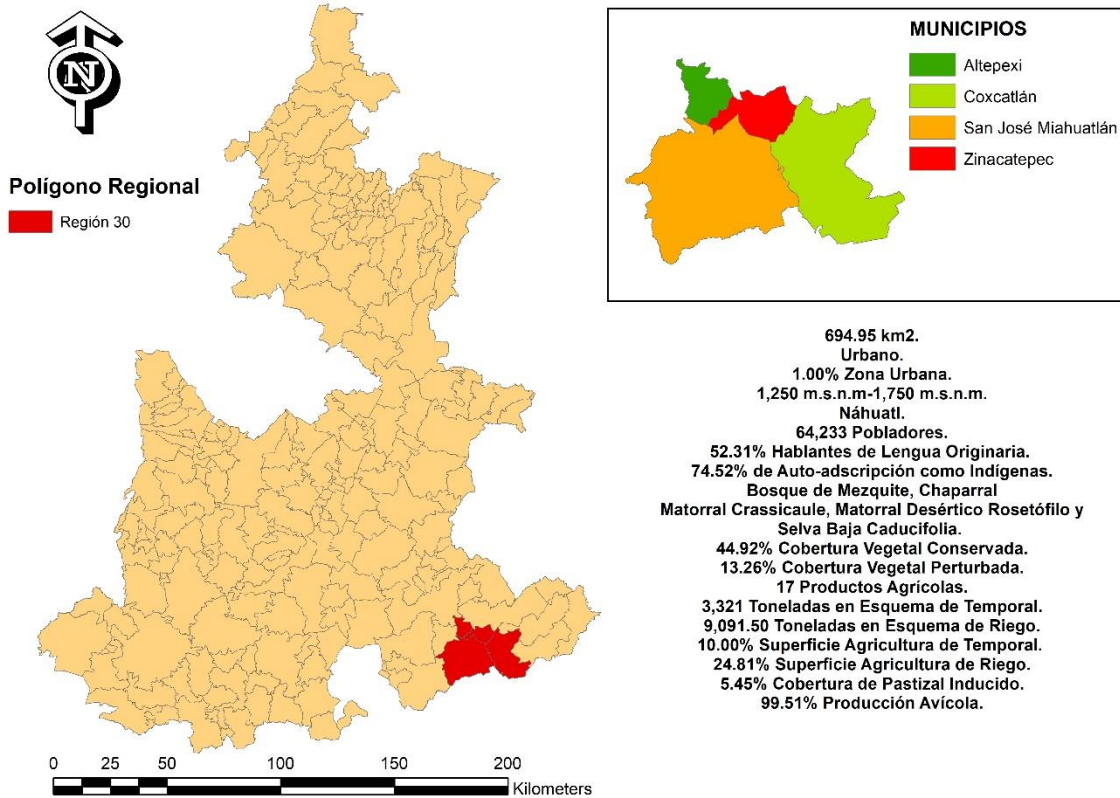 N
Polígono Regional
Región 30
MUNICIPIOS
Altepexi
Coxcatlán
San José Miahuatlán
Zinacatepec
694.95 km2.
Urbano.
1.00% Zona Urbana.
1,250 m.s.n.m-1,750 m.s.n.m.
Náhuatl.
64,233 Pobladores.
52.31% Hablantes de Lengua Originaria.
74.52% de Auto-adscripción como Indígenas.
Bosque de Mezquite, Chaparral
Matorral Crassicaule, Matorral Desértico Rosetófilo y
Selva Baja Caducifolia.
44.92% Cobertura Vegetal Conservada.
13.26% Cobertura Vegetal Perturbada.
17 Productos Agrícolas.
3,321 Toneladas en Esquema de Temporal.
9,091.50 Toneladas en Esquema de Riego.
10.00% Superficie Agricultura de Temporal.
24.81% Superficie Agricultura de Riego.
5.45% Cobertura de Pastizal Inducido.
99.51% Producción Avícola.
0 25 50 100 150 200
Kilometers